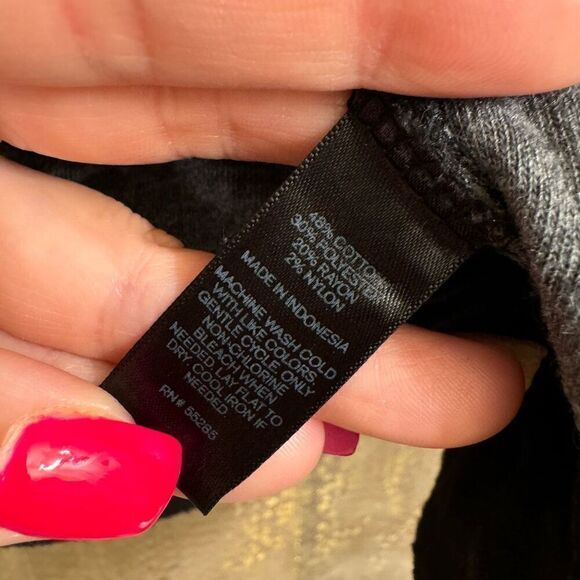 48% COTTON
30% POLYESTER
20% RAYON
2% NYLON
MADE IN INDONESIA
MACHINE WASH COLD
WITH LIKE COLORS,
GENTLE CYCLE. ONLY
NON-CHLORINE
BLEACH WHEN
NEEDED LAY FLAT TO
DRY COOL IRON IF
NEEDED
RN# 55285